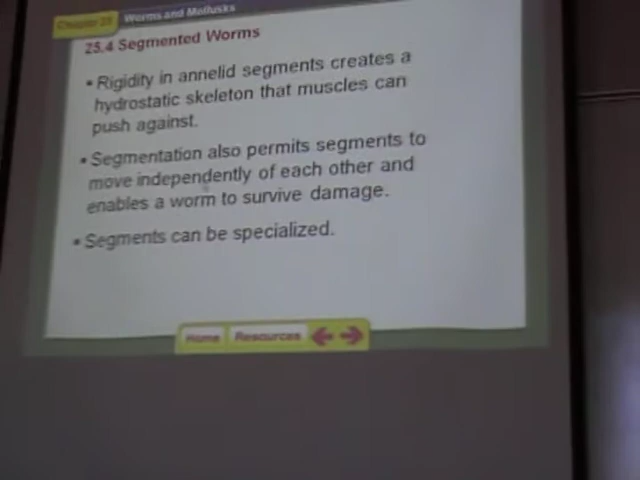 Chapter 25 Worms and Mollusks
25.4 Segmented Worms
▪ Rigidity in annelid segments creates a
hydrostatic skeleton that muscles can
push against.
▪ Segmentation also permits segments to
move independently of each other and
enables a worm to survive damage.
▪ Segments can be specialized.
Home Resources